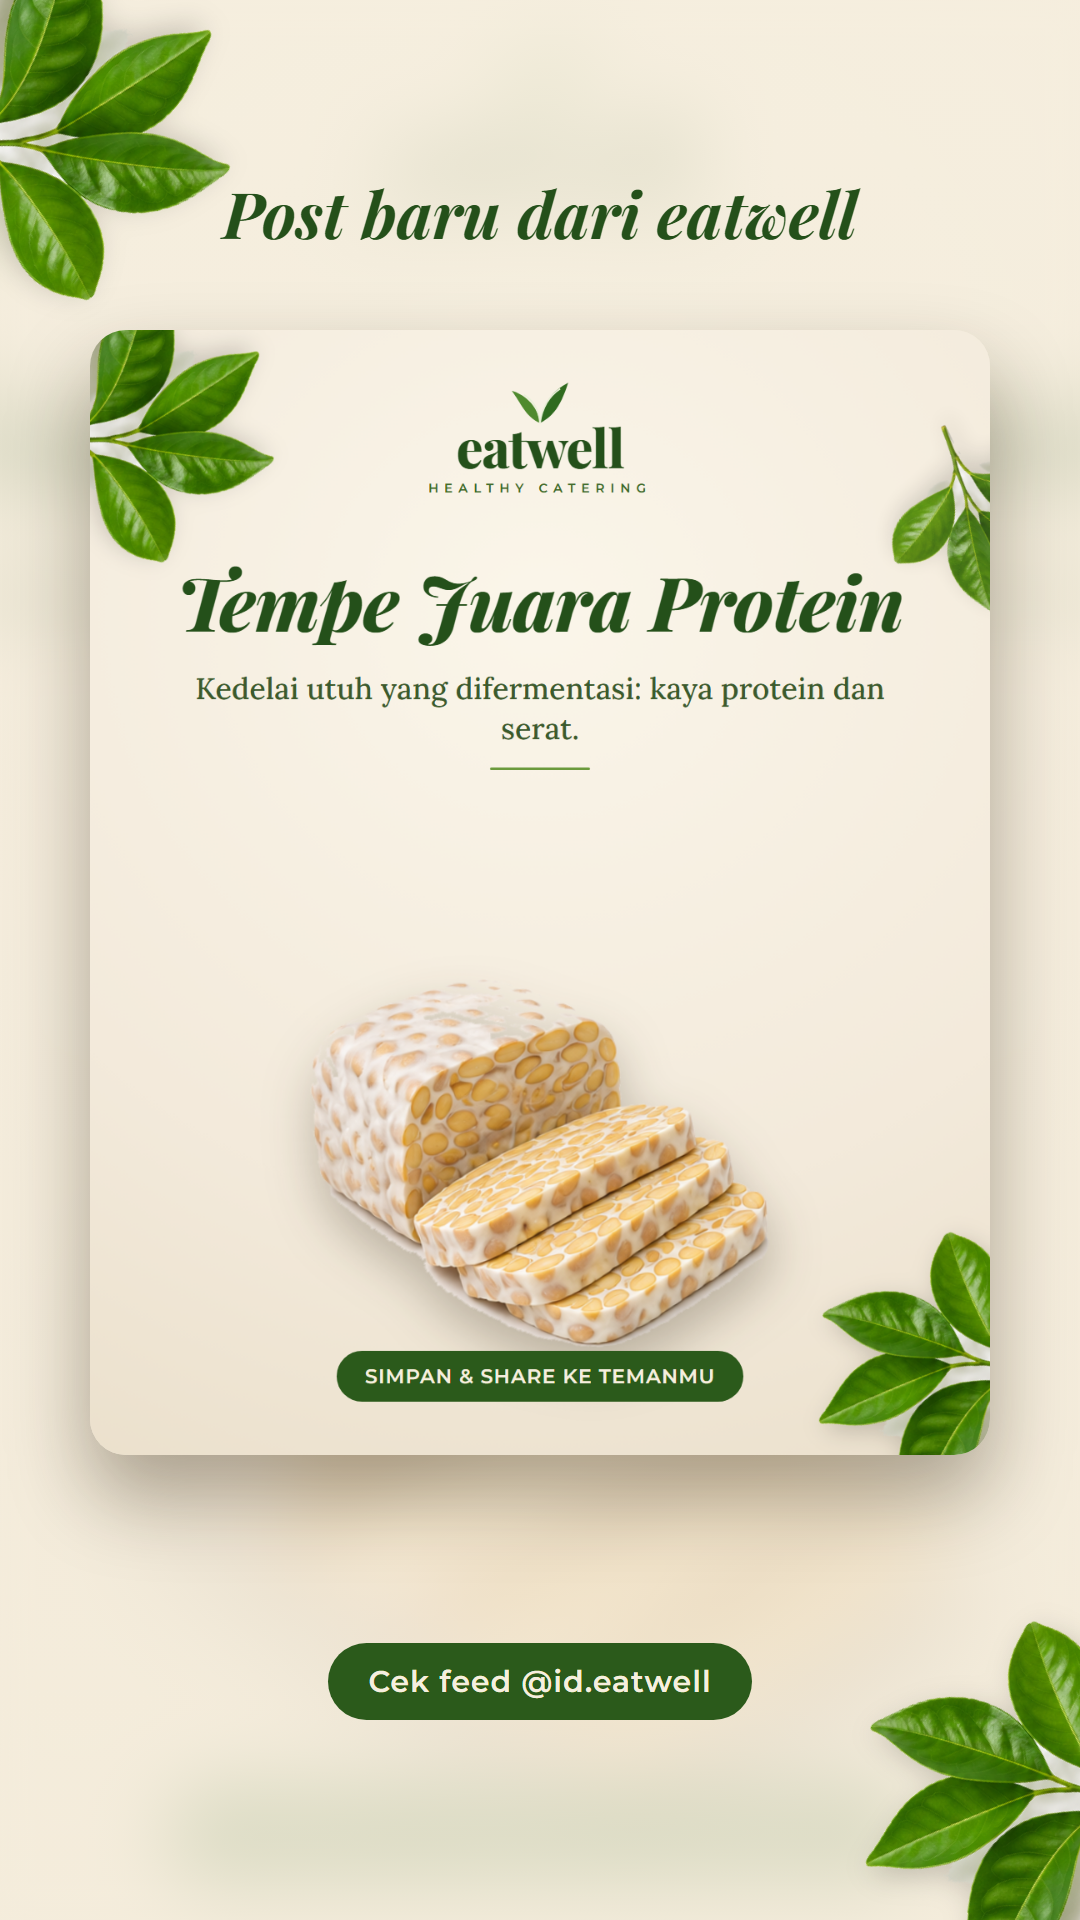 Post baru dari eatwell
eatwell
HEALTHY CATERING
Tempe Juara Protein
Kedelai utuh yang difermentasi: kaya protein dan
serat.
SIMPAN & SHARE KE TEMANMU
Cek feed @id.eatwell